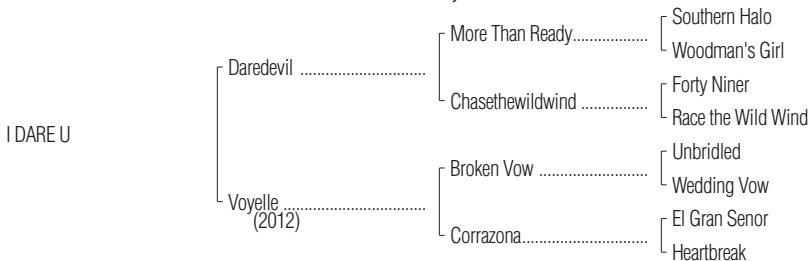 Southern Halo
More Than Ready.................
Woodman's Girl
Daredevil ..............................
Forty Niner
Chasethewildwind ................
Race the Wild Wind
I DARE U
Unbridled
Broken Vow ..........................
Wedding Vow
Voyelle ..................................
(2012)
El Gran Senor
Corrazona..............................
Heartbreak